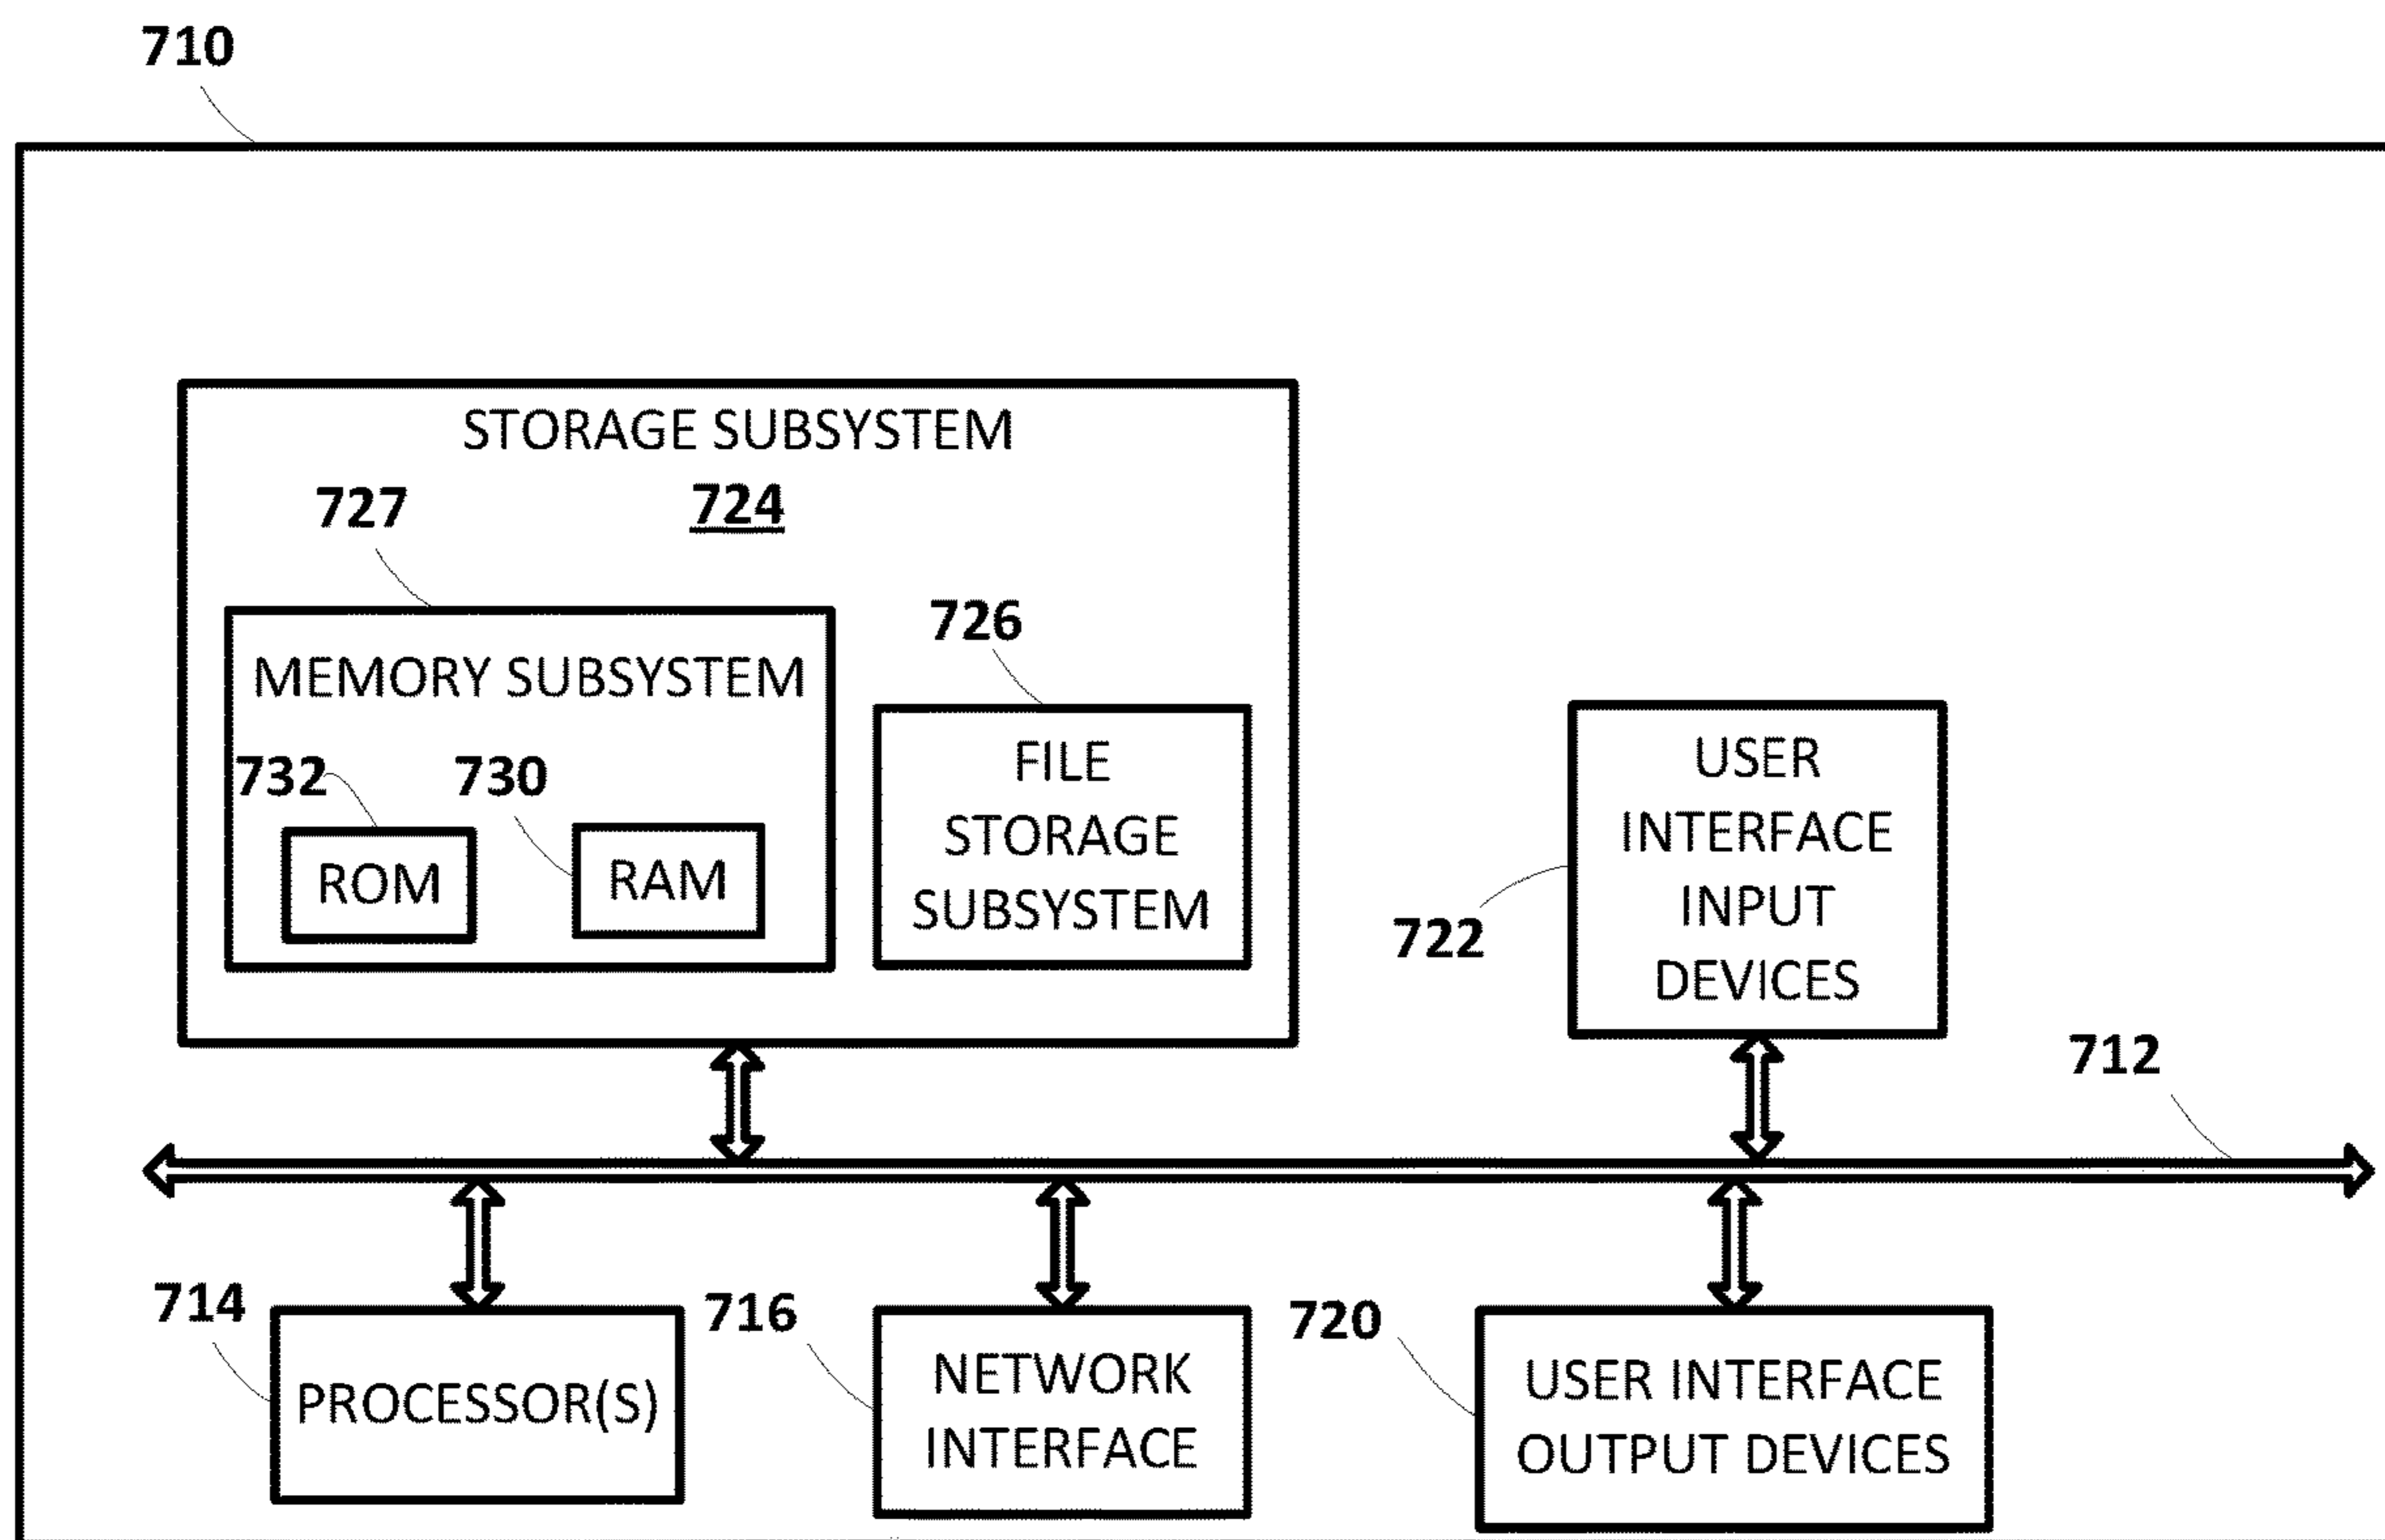 710
STORAGE SUBSYSTEM
724
727
MEMORY SUBSYSTEM
732
ROM
730
RAM
726
FILE
STORAGE
SUBSYSTEM
722
USER
INTERFACE
INPUT
DEVICES
712
714
PROCESSOR(S)
716
NETWORK
INTERFACE
720
USER INTERFACE
OUTPUT DEVICES